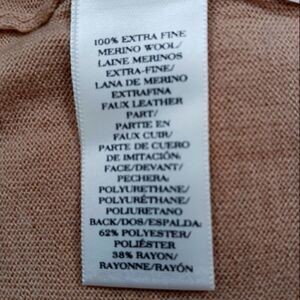 100% EXTRA FINE
MERINO WOOL/
LAINE MERINOS
EXTRA-FINE/
LANA DE MERINO
EXTRAFINA
FAUX LEATHER
PART/
PARTIE EN
FAUX CUIR/
PARTE DE CUERO
DE IMITACIÓN:
FACE/DEVANT/
PECHERA:
POLYURETHANE/
POLYURÉTHANE/
POLIURETANO
BACK/DOS/ESPALDA:
62% POLYESTER/
POLIÉSTER
38% RAYON/
RAYONNE/RAYÓN